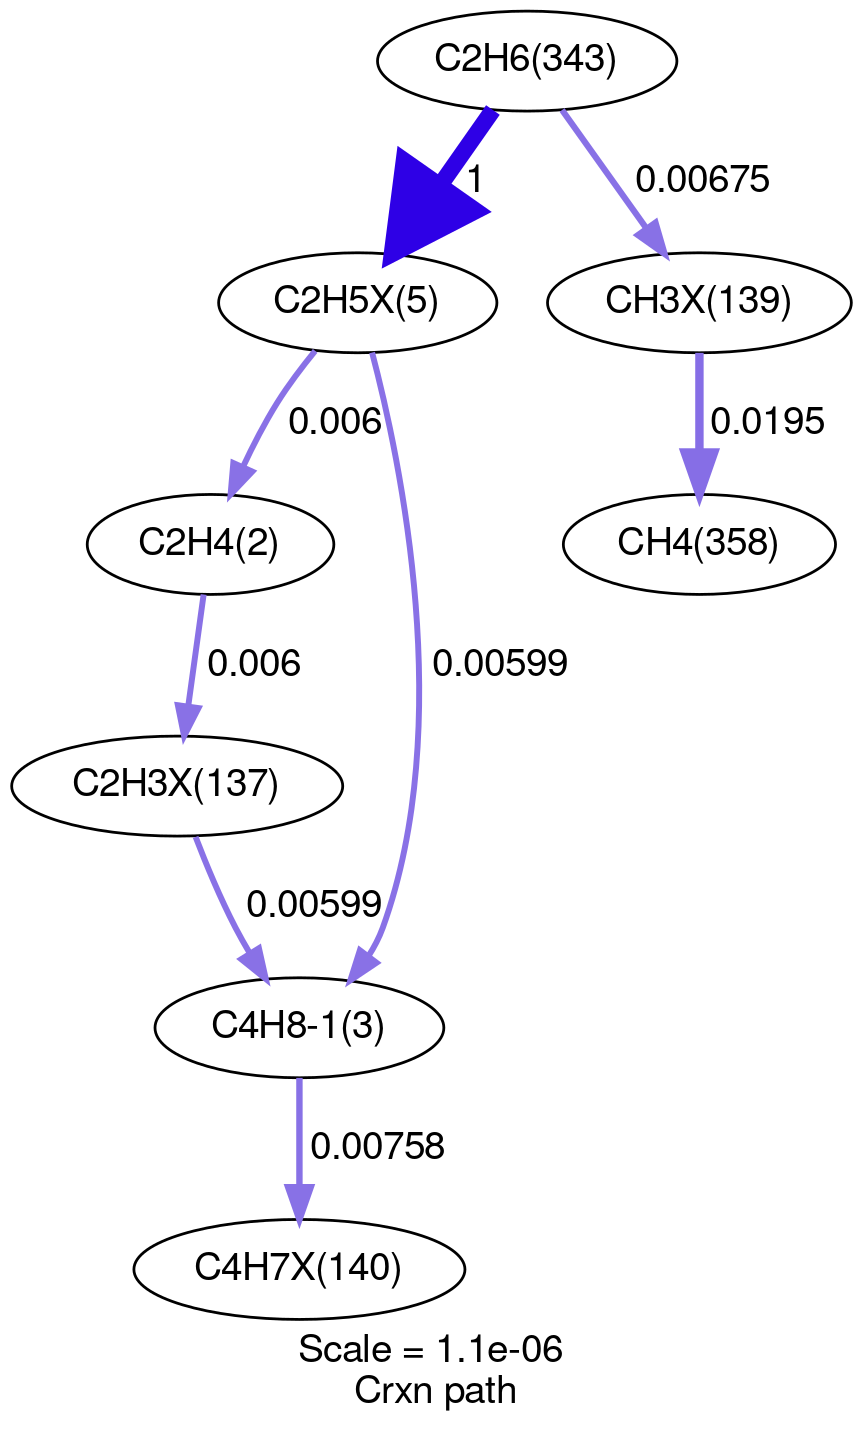 C2H6(343)
1
0.00675
C2H5X(5)
CH3X(139)
0.006
0.0195
C2H4(2)
CH4(358)
0.006
0.00599
C2H3X(137)
0.00599
C4H8-1(3)
0.00758
C4H7X(140)
Scale = 1.1e-06
Crxn path